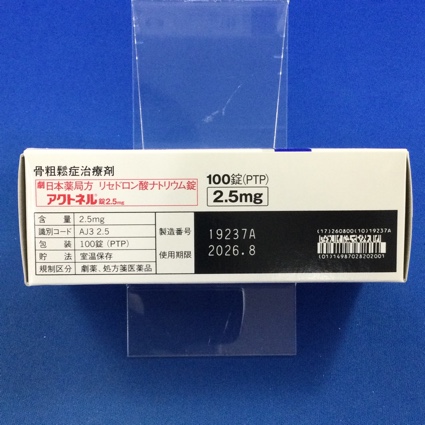 骨粗鬆症治療剤
劇 日本薬局方 リセドロン酸ナトリウム錠
アクトネル 錠2.5mg
100錠(PTP)
2.5mg
含 量 2.5mg
識別コード AJ3 2.5
包 装 100錠(PTP)
貯 法 室温保存
規制区分 劇薬、処方箋医薬品
製造番号 19237A
使用期限 2026.8
(17)260800(10)19237A
(01)14987028202001